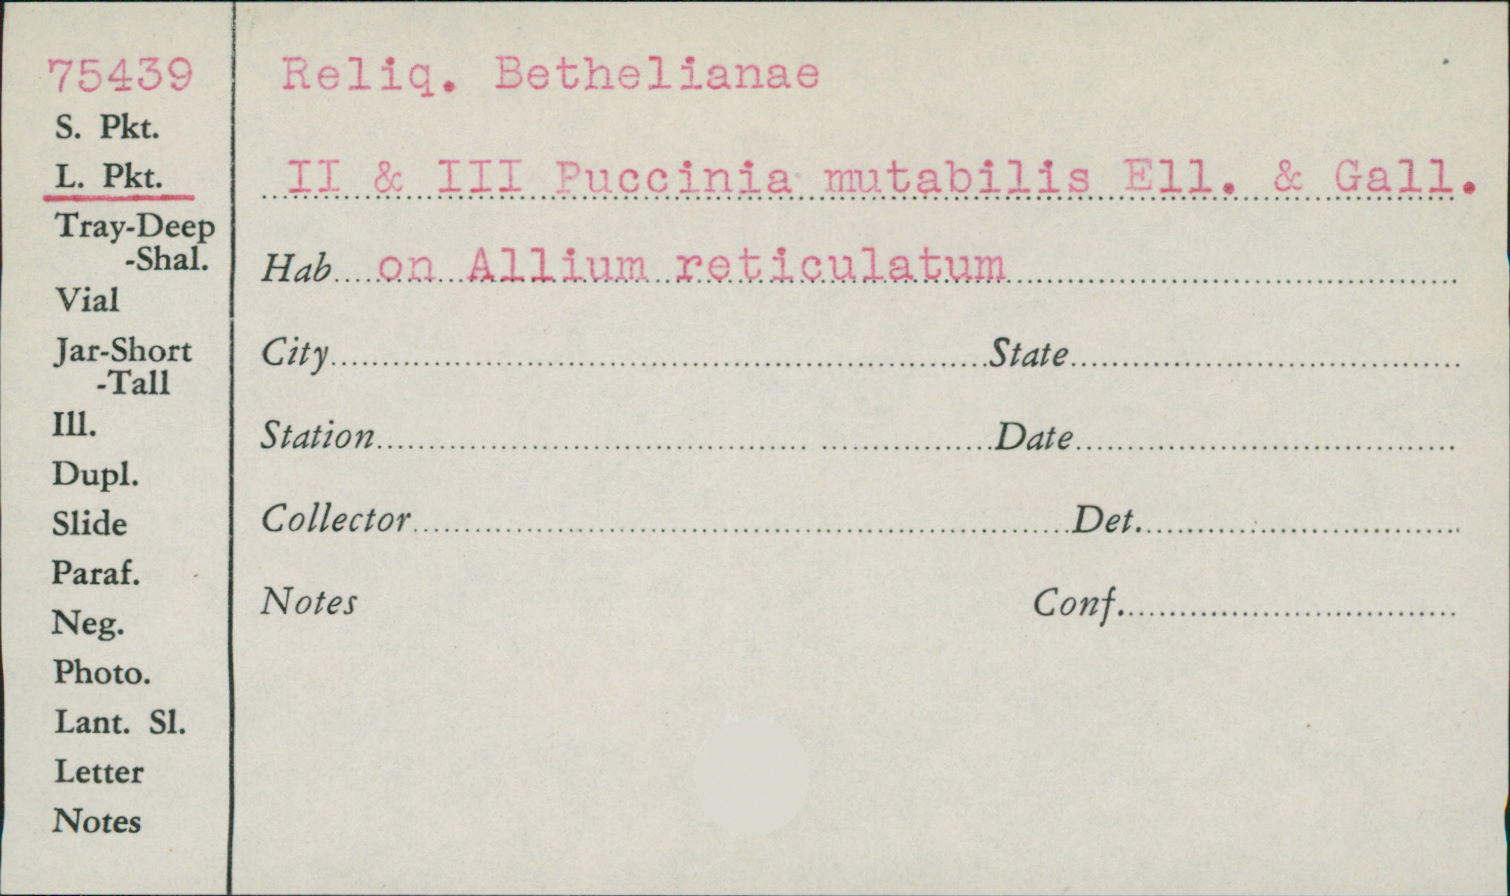 75439
S. Pkt.
L. Pkt.
Tray-Deep
-Shal.
Vial
Jar-Short
-Tall
Ill.
Dupl.
Slide
Paraf.
Neg.
Photo.
Lant. Sl.
Letter
Notes
Reliq. Bethelianae
II & III Puccinia mutabilis Ell. & Gall.
Hab on Allium reticulatum
City State
Station Date
Collector Det.
Notes Conf.